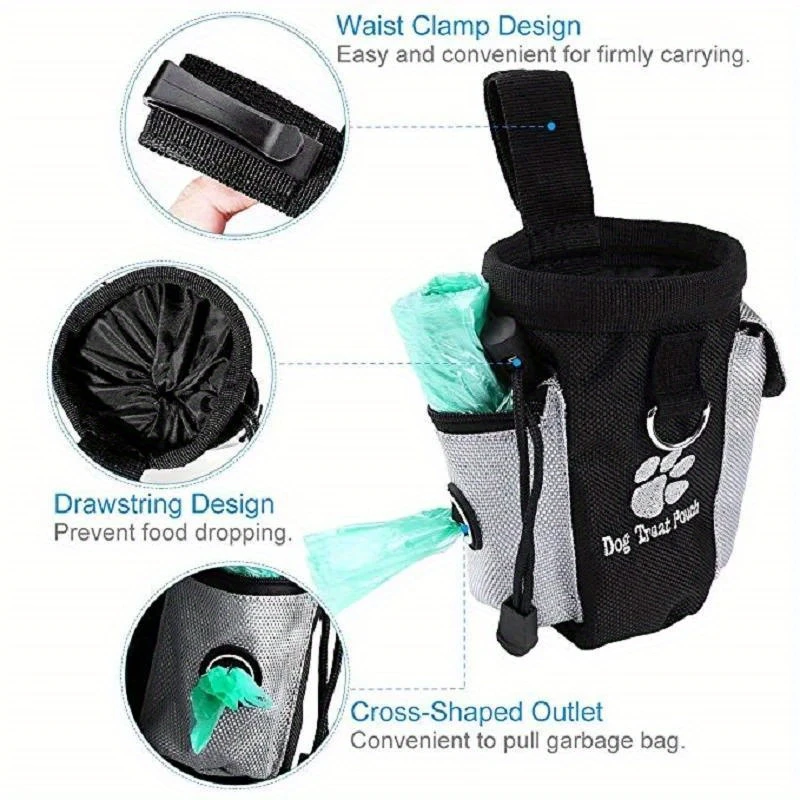 Waist Clamp Design
Easy and convenient for firmly carrying.
Drawstring Design
Prevent food dropping.
Dog Treat Pouch
Cross-Shaped Outlet
Convenient to pull garbage bag.